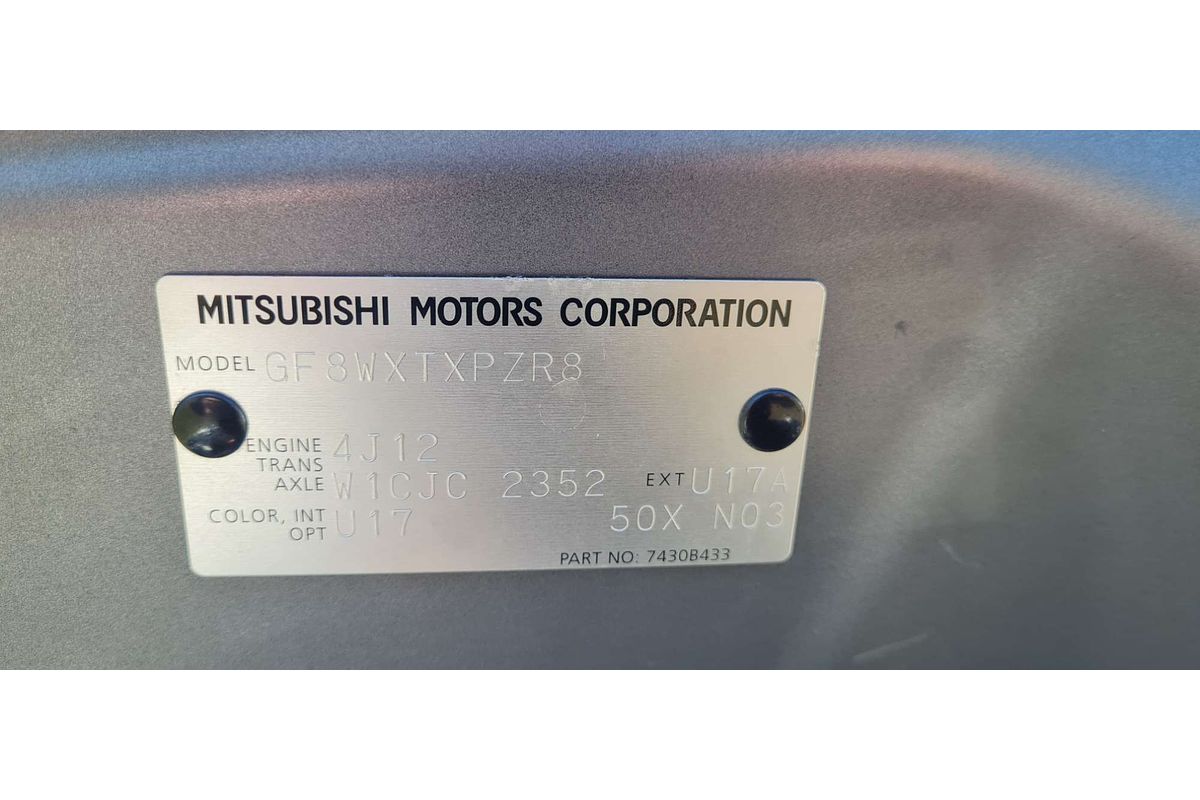 MITSUBISHI MOTORS CORPORATION
MODEL GF8WXTXPZR8
ENGINE 4J12
TRANS
AXLE W1CJC 2352 EXT U17A
COLOR, INT U17 50X N03
OPT
PART NO: 7430B433